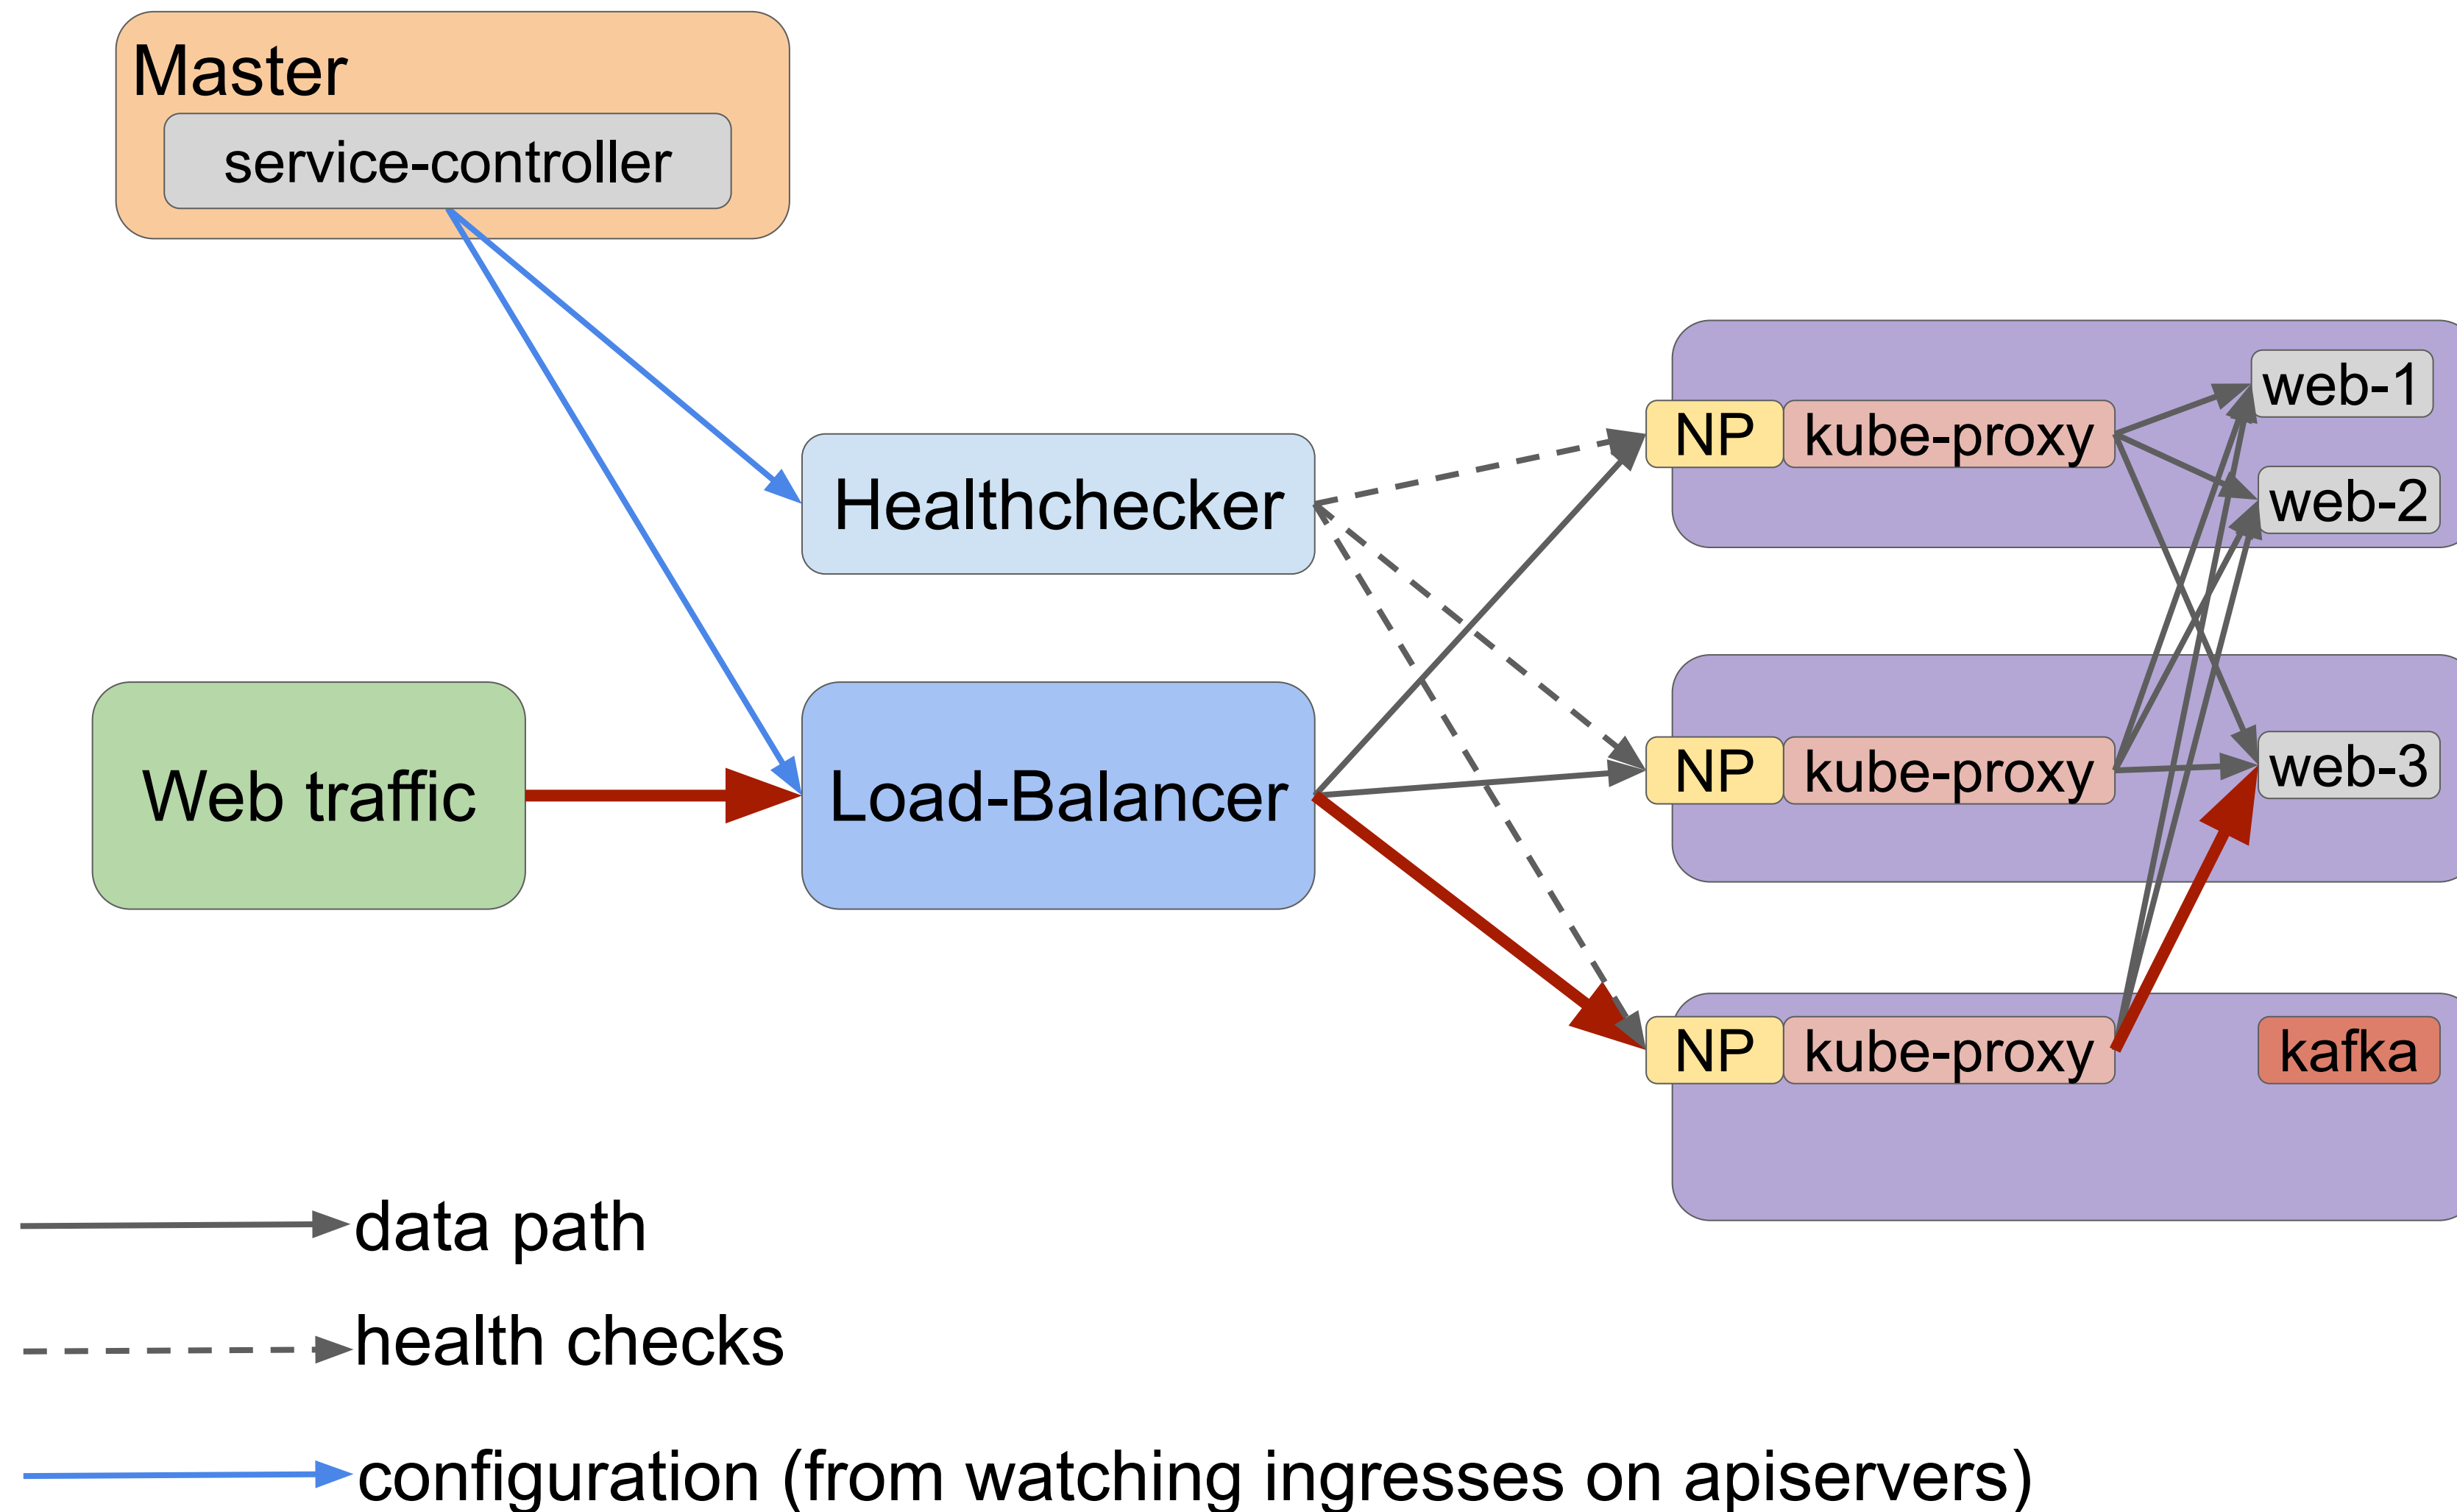 Master
service-controller
Healthchecker
Web traffic
Load-Balancer
NP
kube-proxy
web-1
web-2
NP
kube-proxy
web-3
NP
kube-proxy
kafka
data path
health checks
configuration (from watching ingresses on apiservers)